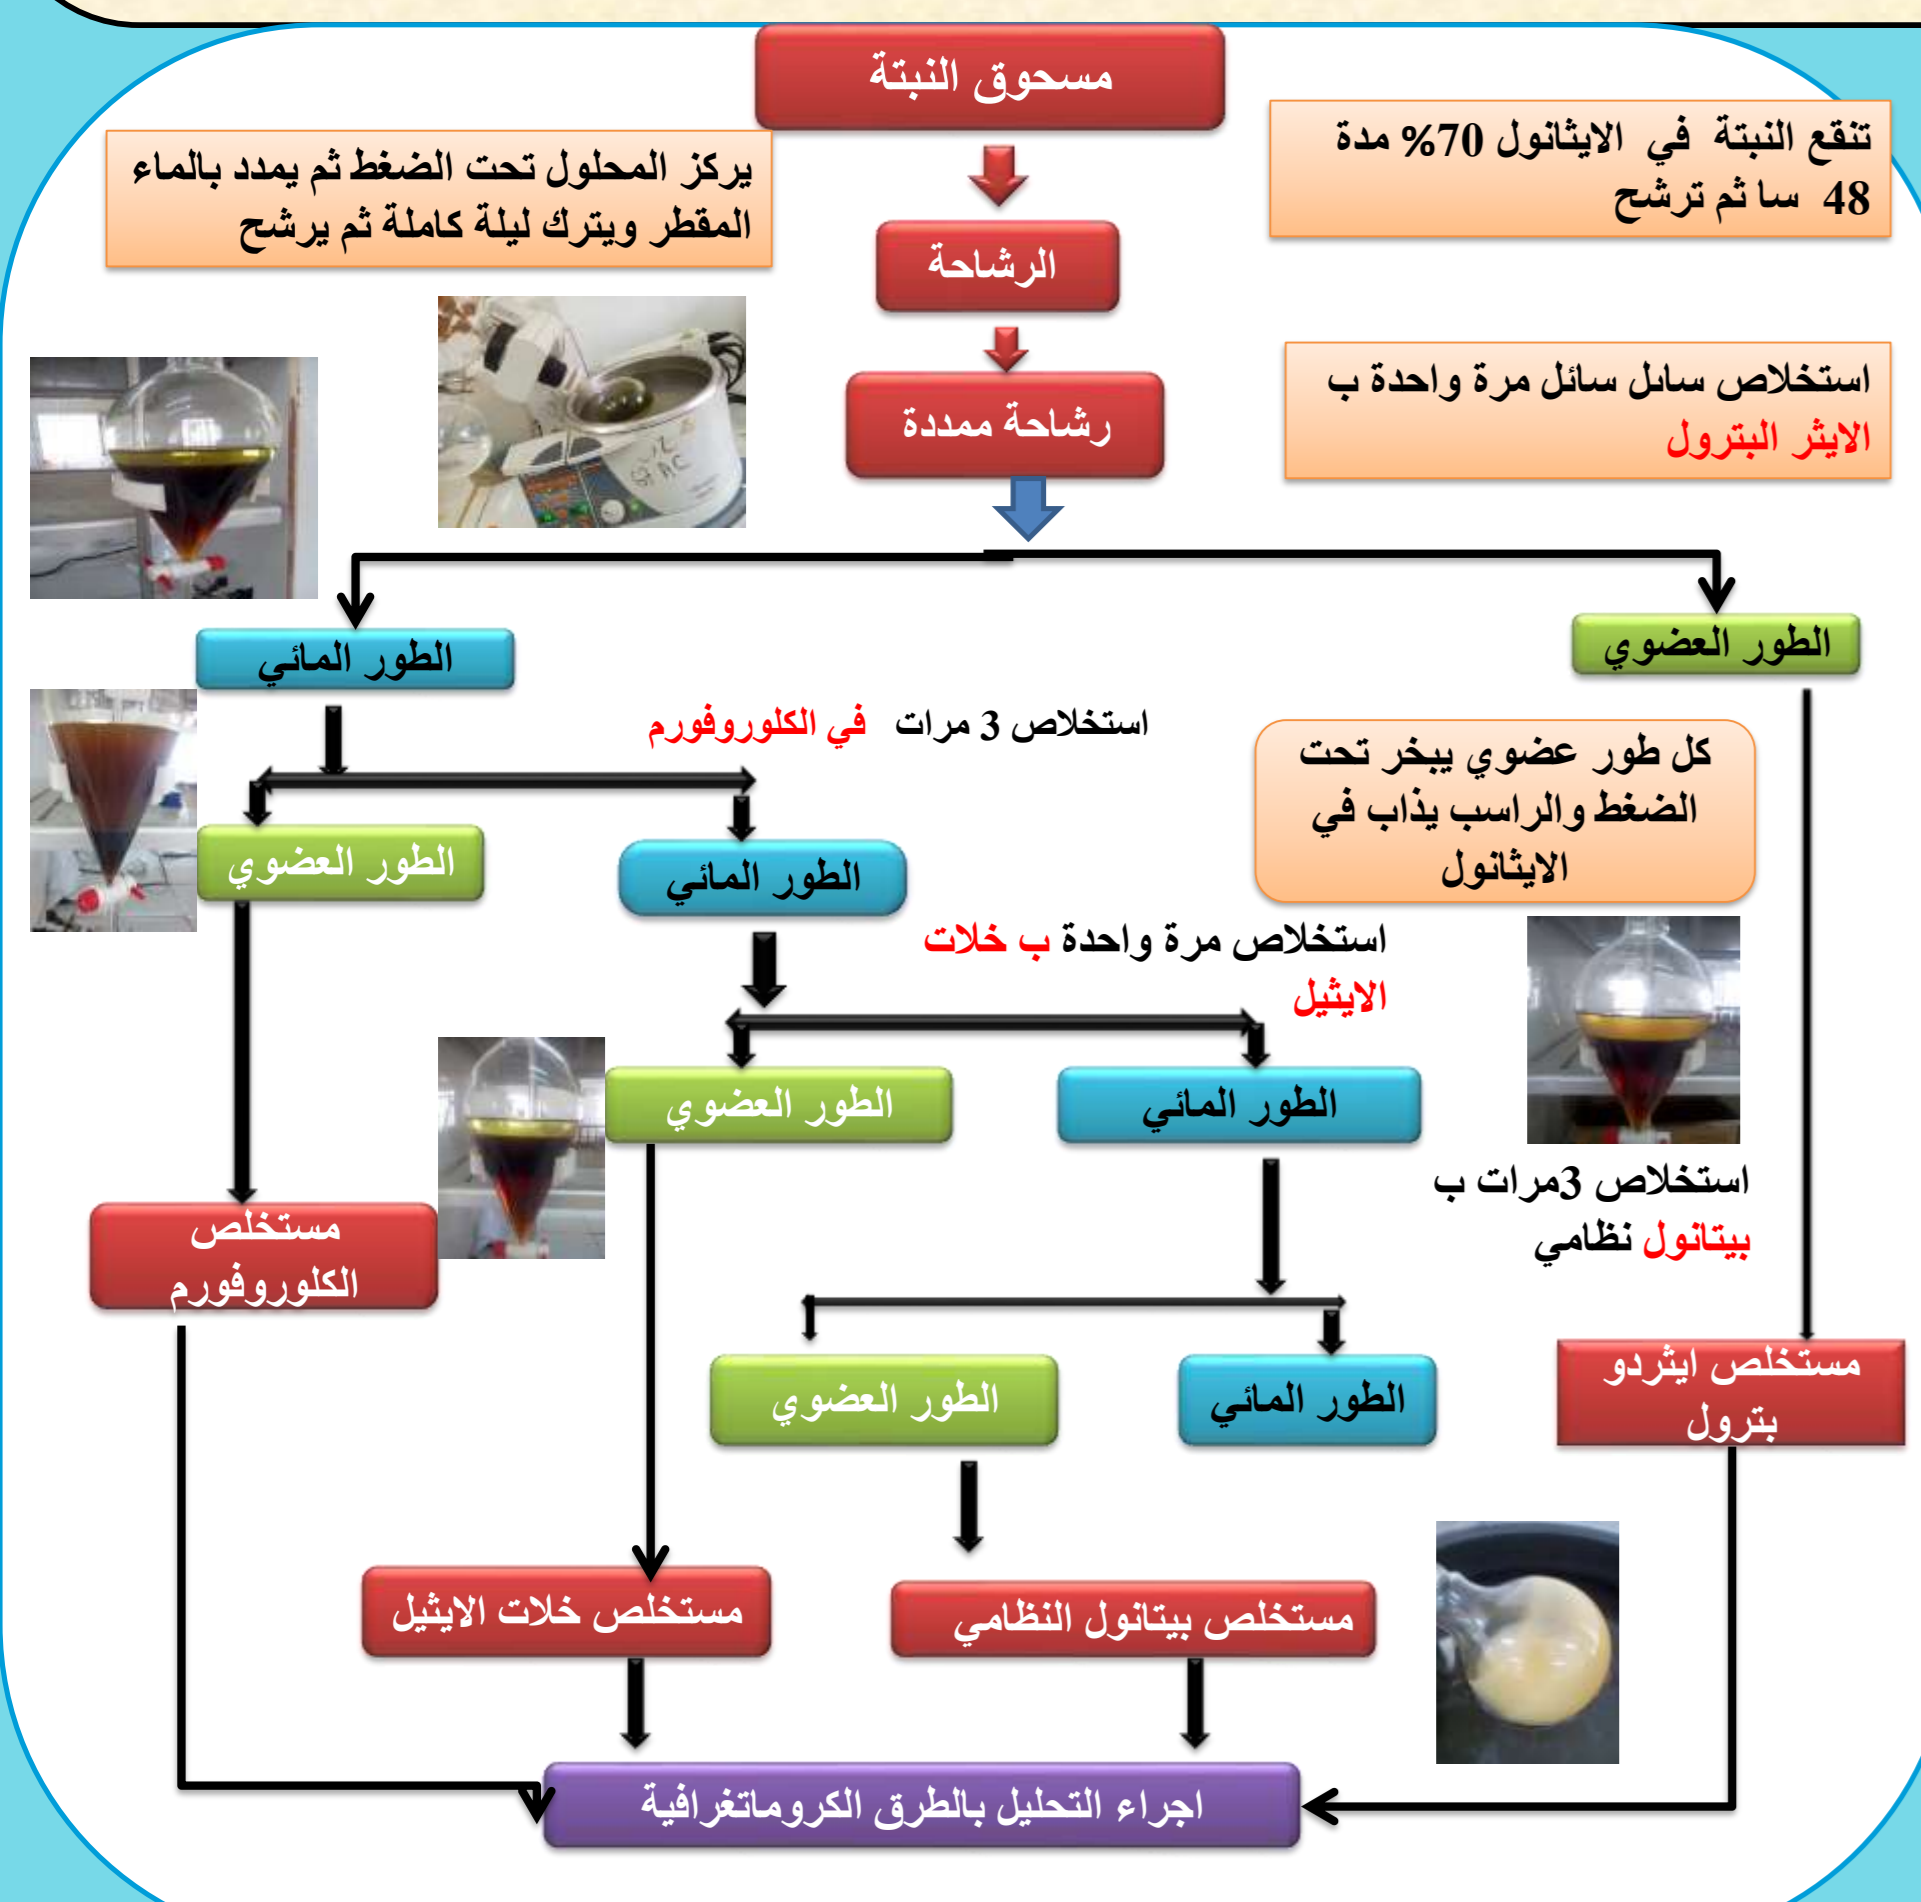 مسحوق النبتة
تنقع النبتة في الايثانول 70% مدة
48 سا ثم ترشح
يركز المحلول تحت الضغط ثم يمدد بالماء
المقطر ويترك ليلة كاملة ثم يرشح
الرشاحة
استخلاص سائل سائل مرة واحدة ب
الايثر البترول
رشاحة ممددة
الطور العضوي
الطور المائي
استخلاص 3 مرات في الكلوروفورم
كل طور عضوي يبخر تحت
الضغط والراسب يذاب في
الايثانول
الطور المائي
الطور العضوي
استخلاص مرة واحدة ب خلات
الايثيل
الطور المائي
الطور العضوي
استخلاص 3مرات ب
بيتانول نظامي
مستخلص
الكلوروفورم
مستخلص ايثردو
بترول
الطور المائي
الطور العضوي
مستخلص بيتانول النظامي
مستخلص خلات الايثيل
اجراء التحليل بالطرق الكروماتغرافية